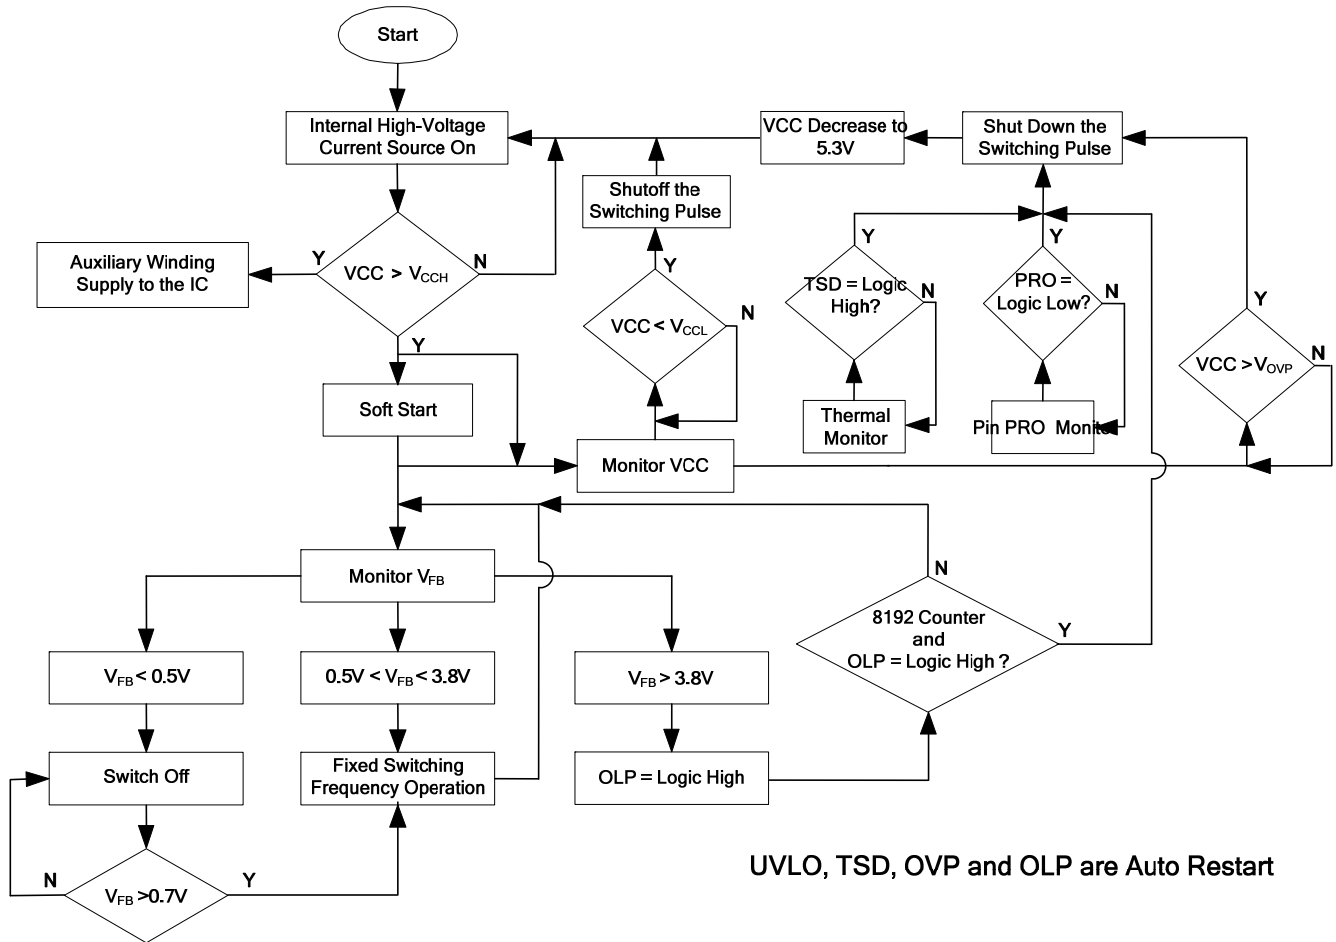 Start
Internal High-Voltage
Current Source On
VCC Decrease to
5.3V
Shut Down the
Switching Pulse
Shutoff the
Switching Pulse
Auxiliary Winding
Supply to the IC
Y
VCC > VCCH
N
Y
Y
VCC < VCCL
N
Y
TSD = Logic
High?
N
Y
PRO =
Logic Low?
N
Y
VCC > VOVP
N
Soft Start
Thermal
Monitor
Pin PRO Monitor
Monitor VCC
Monitor VFB
N
8192 Counter
and
OLP = Logic High ?
Y
VFB < 0.5V
0.5V < VFB < 3.8V
VFB > 3.8V
Switch Off
Fixed Switching
Frequency Operation
OLP = Logic High
N
VFB >0.7V
Y
UVLO, TSD, OVP and OLP are Auto Restart